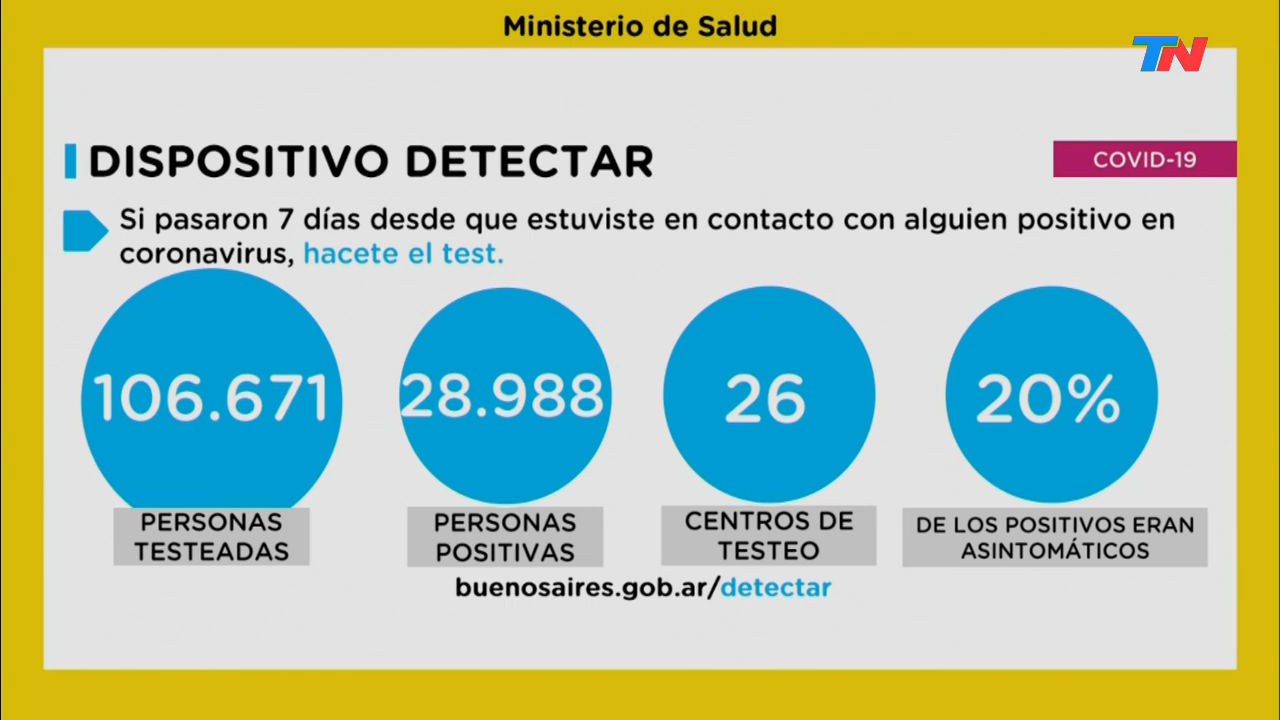 Ministerio de Salud
TN
DISPOSITIVO DETECTAR
COVID-19
Si pasaron 7 días desde que estuviste en contacto con alguien positivo en
coronavirus, hacete el test.
106.671
28.988
26
20%
PERSONAS
TESTEADAS
PERSONAS
POSITIVAS
CENTROS DE
TESTEO
DE LOS POSITIVOS ERAN
ASINTOMÁTICOS
buenosaires.gob.ar/detectar